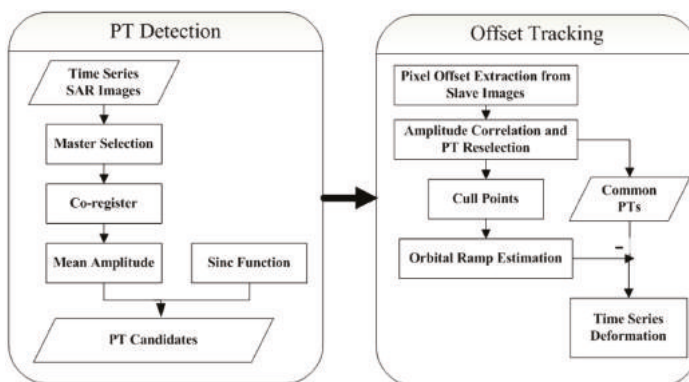 PT Detection
Time Series
SAR Images
Master Selection
Co-register
Mean Amplitude
Sinc Function
PT Candidates
Offset Tracking
Pixel Offset Extraction from
Slave Images
Amplitude Correlation and
PT Reselection
Cull Points
Common
PTs
Orbital Ramp Estimation
–
Time Series
Deformation